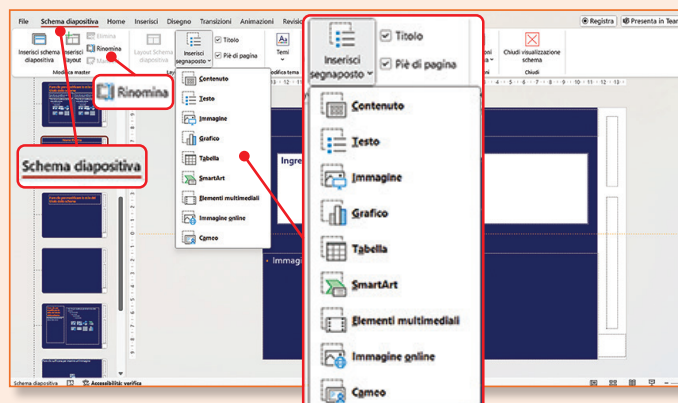 File Schema diapositiva Home Inserisci Disegno Transizioni Animazioni Revisio
Registra Presenta in Team
Inserisci schema diapositiva
Inserisci layout
Elimina
Rinomina
Modifica master
Layout Schema diapositiva
Inserisci segnaposto
Titolo
Piè di pagina
Temi
Modifica tema
Chiudi visualizzazione schema
Chiudi
Rinomina
Schema diapositiva
Contenuto
Testo
Immagine
Grafico
Tabella
SmartArt
Elementi multimediali
Immagine online
Cameo
Ingre
Immagi
Inserisci
segnaposto
Titolo
Piè di pagina
Contenuto
Testo
Immagine
Grafico
Tabella
SmartArt
Elementi multimediali
Immagine online
Cameo
Schema diapositiva
Accessibilità: verifica